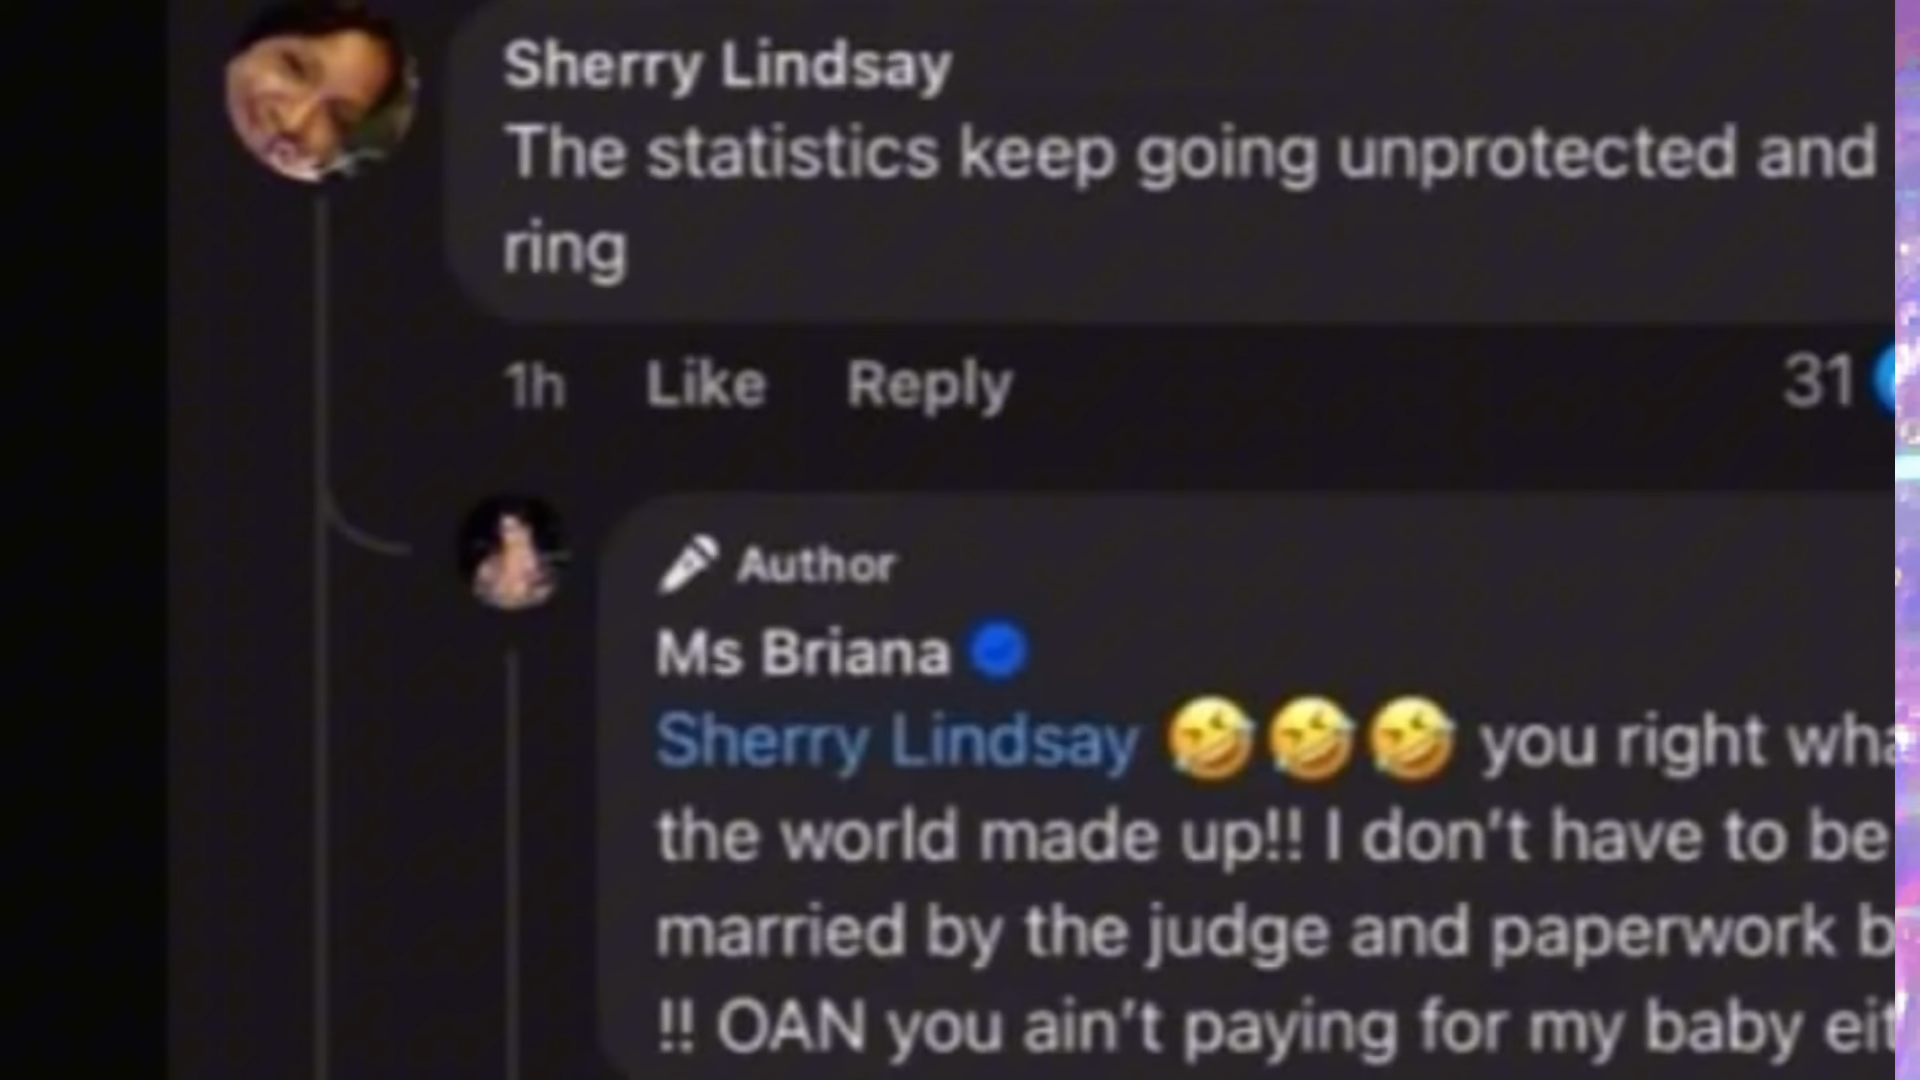 Sherry Lindsay
The statistics keep going unprotected and
ring
1h Like Reply 31
Author
Ms Briana
Sherry Lindsay 🤣🤣🤣 you right
the world made up!! I don't have to be
married by the judge and paperwork
!! OAN you ain't paying for my baby